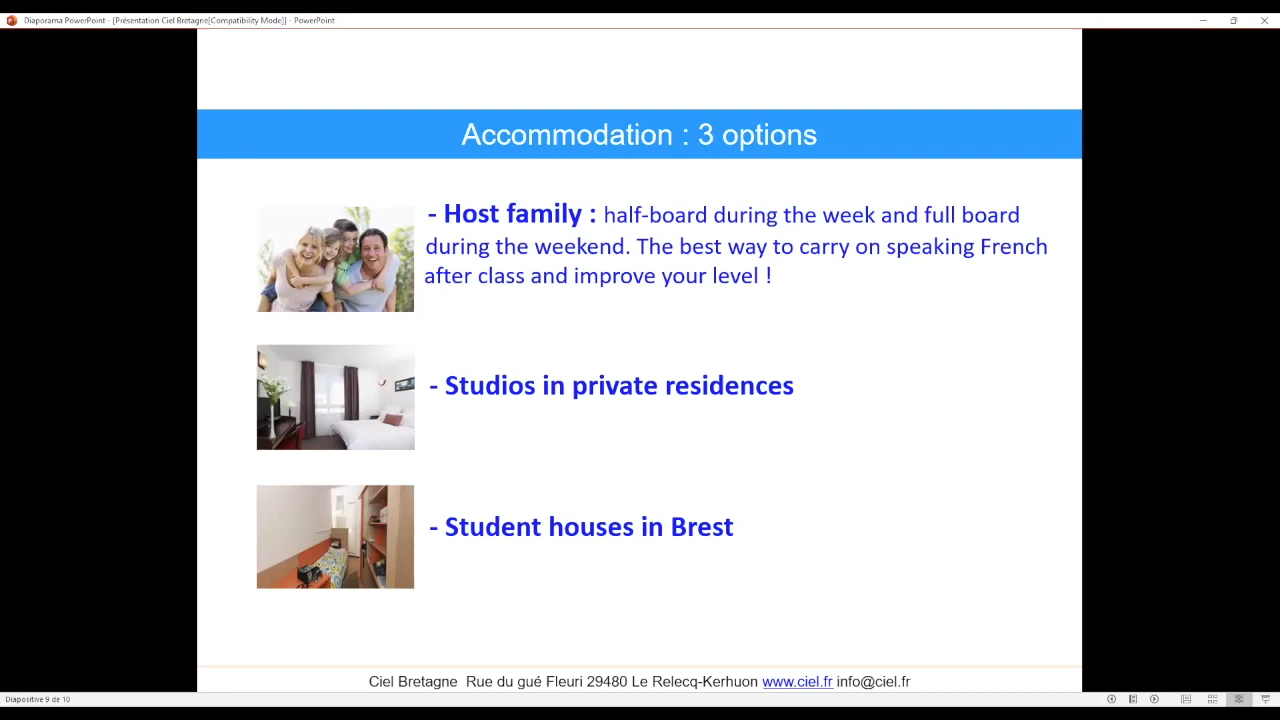 Diaporama PowerPoint - [Présentation Ciel Bretagne[Compatibility Mode]] - PowerPoint
Accommodation : 3 options
- Host family : half-board during the week and full board
during the weekend. The best way to carry on speaking French
after class and improve your level !
- Studios in private residences
- Student houses in Brest
Ciel Bretagne Rue du gué Fleuri 29480 Le Relecq-Kerhuon www.ciel.fr info@ciel.fr
Diapositive 9 de 10